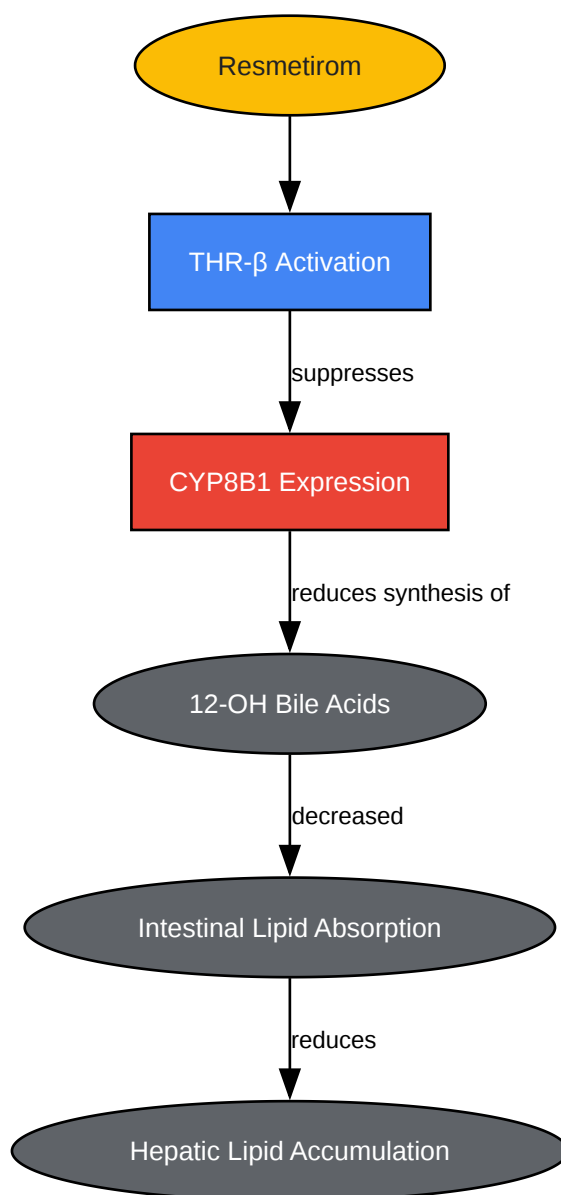 Resmetirom
THR-β Activation
suppresses
CYP8B1 Expression
reduces synthesis of
12-OH Bile Acids
decreased
Intestinal Lipid Absorption
reduces
Hepatic Lipid Accumulation